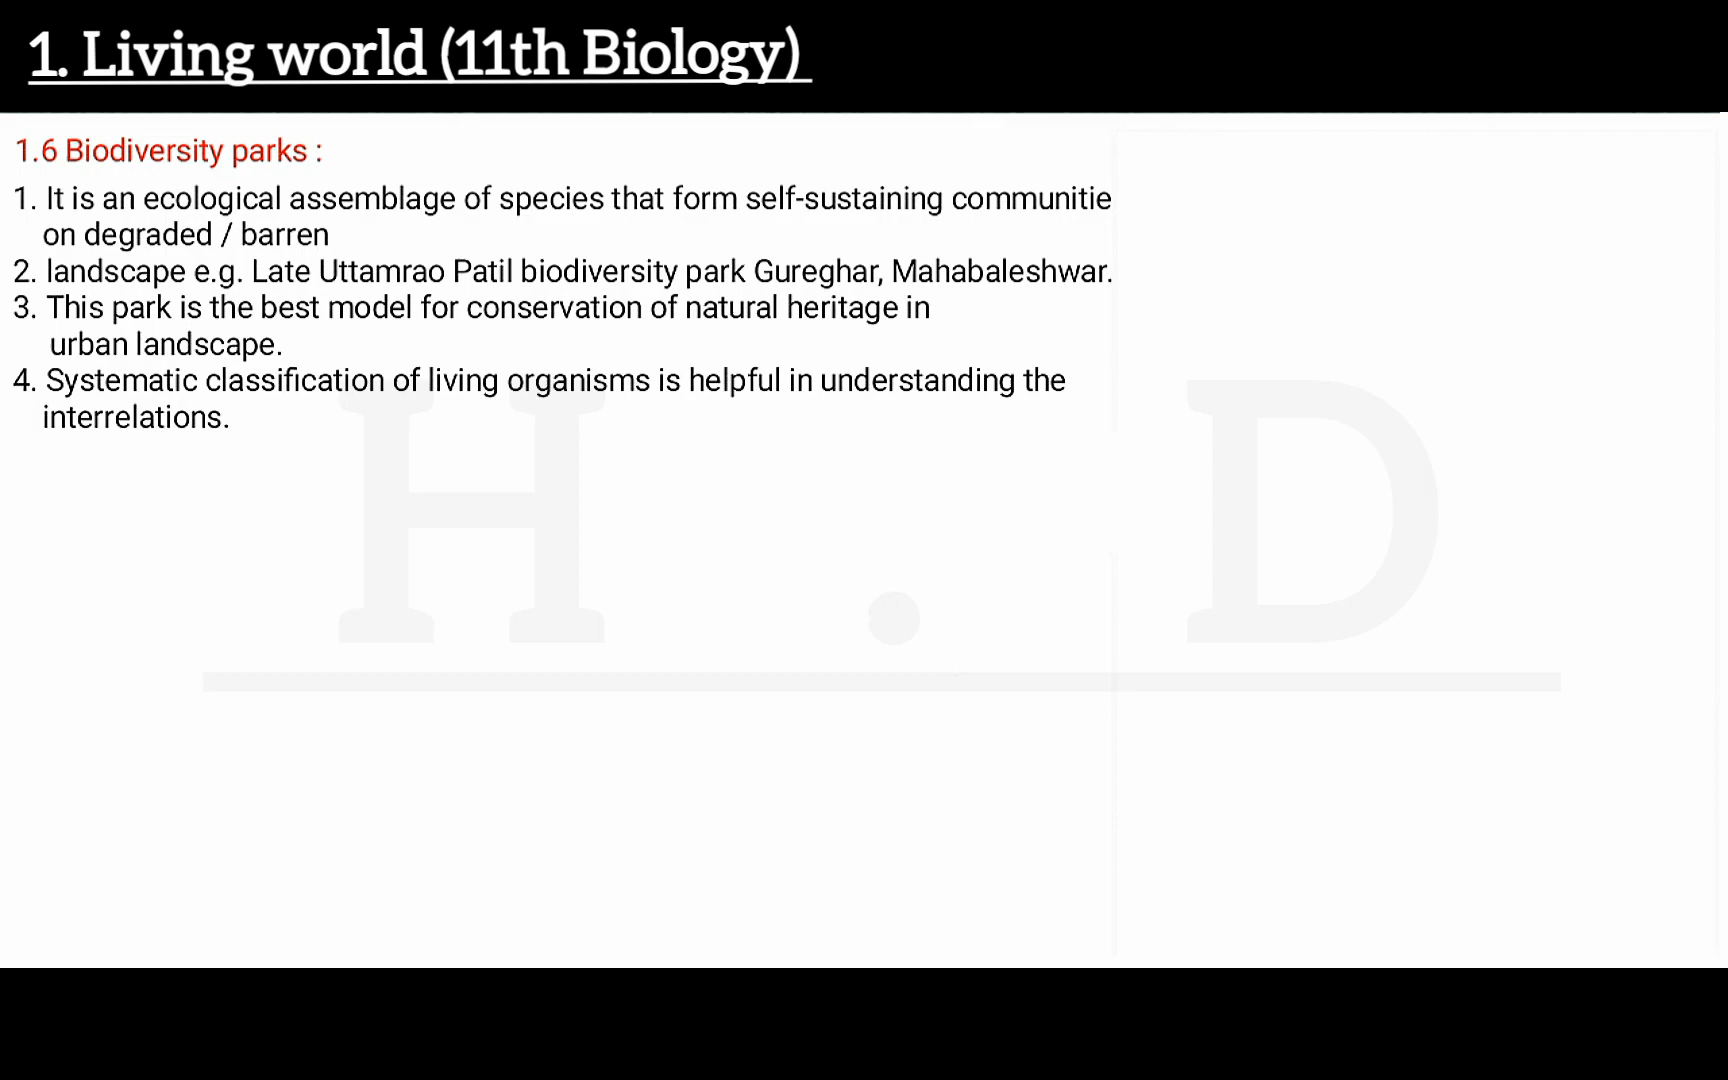 1. Living world (11th Biology)
1.6 Biodiversity parks :
1. It is an ecological assemblage of species that form self-sustaining communitie
on degraded / barren
2. landscape e.g. Late Uttamrao Patil biodiversity park Gureghar, Mahabaleshwar.
3. This park is the best model for conservation of natural heritage in
urban landscape.
4. Systematic classification of living organisms is helpful in understanding the
interrelations.
H . D